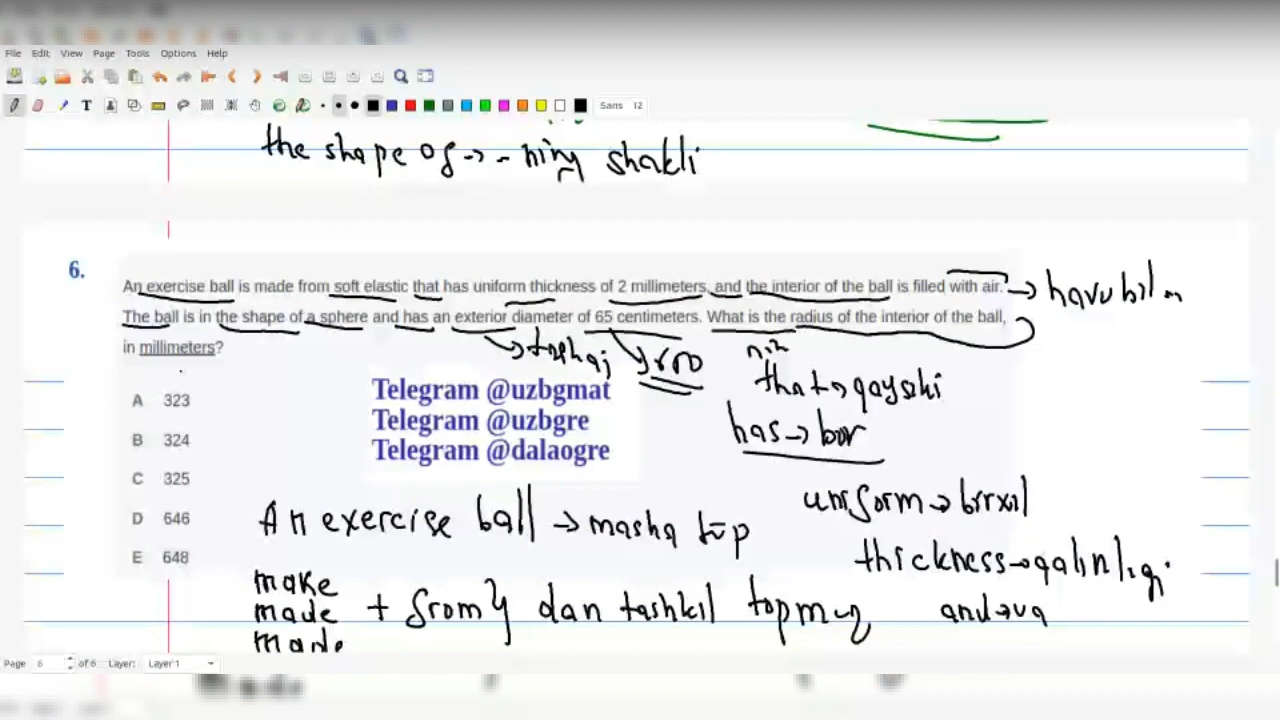 File Edit View Page Tools Options Help
T Sans 12
the shape of → - ning shakli
6.
An exercise ball is made from soft elastic that has uniform thickness of 2 millimeters, and the interior of the ball is filled with air. → havo bilan
The ball is in the shape of a sphere and has an exterior diameter of 65 centimeters. What is the radius of the interior of the ball,
in millimeters?
A 323
B 324
C 325
D 646
E 648
Telegram @uzbgmat
Telegram @uzbgre
Telegram @dalaogre
that → qaysiki
has → bor
uniform → bir xil
An exercise ball → mashq
thickness → qalinligi
make
made + from dan tashkil topmoq
and → va
made
Page 6 of 6 Layer: Layer 1